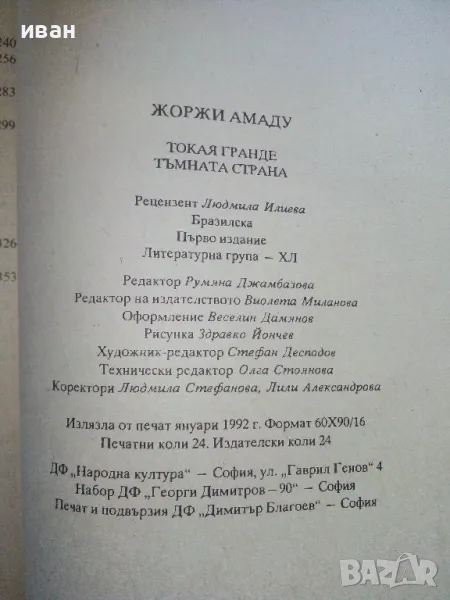 иван
240
256
283
299
426
453
ЖОРЖИ АМАДУ
ТОКАЯ ГРАНДЕ
ТЪМНАТА СТРАНА
Рецензент Людмила Илиева
Бразилска
Първо издание
Литературна група – ХЛ
Редактор Румяна Джамбазова
Редактор на издателството Виолета Миланова
Оформление Веселин Дамянов
Рисунка Здравко Йончев
Художник-редактор Стефан Десподов
Технически редактор Олга Стоянова
Коректори Людмила Стефанова, Лили Александрова
Излязла от печат януари 1992 г. Формат 60Х90/16
Печатни коли 24. Издателски коли 24
ДФ „Народна култура” – София, ул. „Гаврил Генов” 4
Набор ДФ „Георги Димитров – 90” – София
Печат и подвързия ДФ „Димитър Благоев” – София
bazar.bg